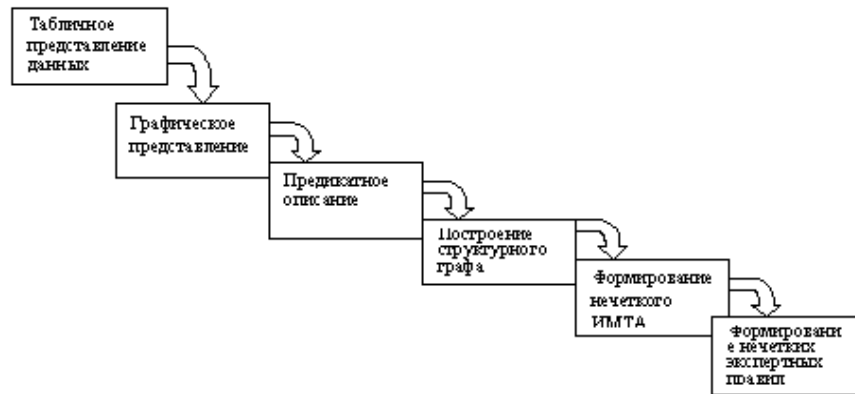 Табличное
представление
данных
Графическое
представление
Предикатное
описание
Построение
структурного
графа
Формирование
нечеткого
ИМТА
Формировани
е нечетких
экспертных
правил